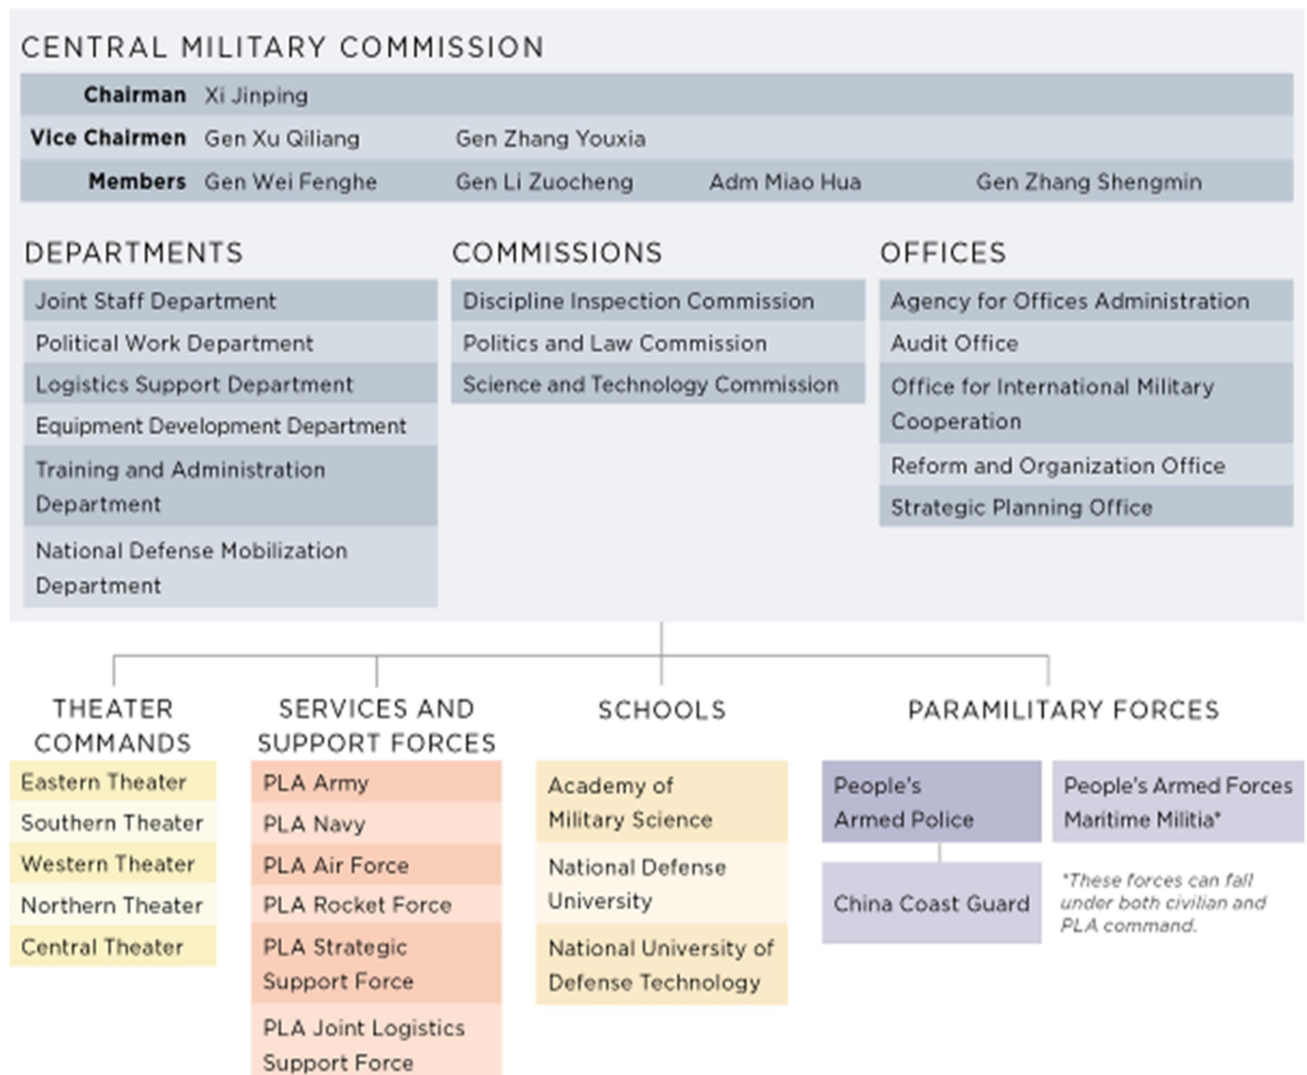 CENTRAL MILITARY COMMISSION
Chairman Xi Jinping
Vice Chairmen Gen Xu Qiliang Gen Zhang Youxia
Members Gen Wei Fenghe Gen Li Zuocheng Adm Miao Hua Gen Zhang Shengmin
DEPARTMENTS
Joint Staff Department
Political Work Department
Logistics Support Department
Equipment Development Department
Training and Administration
Department
National Defense Mobilization
Department
COMMISSIONS
Discipline Inspection Commission
Politics and Law Commission
Science and Technology Commission
OFFICES
Agency for Offices Administration
Audit Office
Office for International Military
Cooperation
Reform and Organization Office
Strategic Planning Office
THEATER
COMMANDS
Eastern Theater
Southern Theater
Western Theater
Northern Theater
Central Theater
SERVICES AND
SUPPORT FORCES
PLA Army
PLA Navy
PLA Air Force
PLA Rocket Force
PLA Strategic
Support Force
PLA Joint Logistics
Support Force
SCHOOLS
Academy of
Military Science
National Defense
University
National University of
Defense Technology
PARAMILITARY FORCES
People's
Armed Police
China Coast Guard
People's Armed Forces
Maritime Militia*
*These forces can fall
under both civilian and
PLA command.